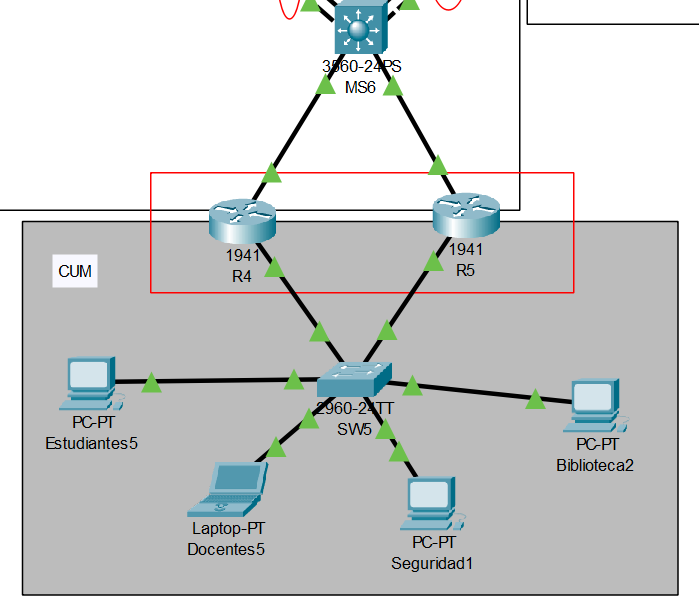 3560-24PS
MS6
1941
R4
1941
R5
CUM
2960-24TT
SW5
PC-PT
Estudiantes5
PC-PT
Biblioteca2
Laptop-PT
Docentes5
PC-PT
Seguridad1